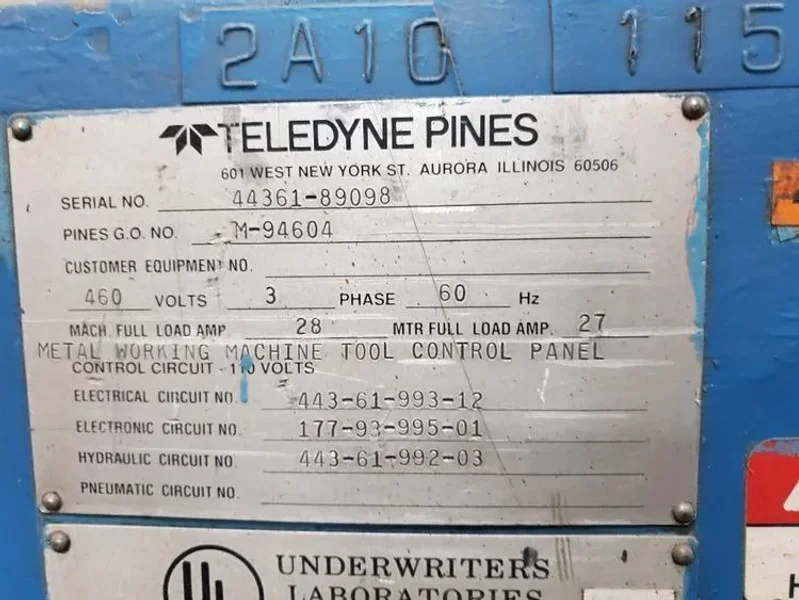 2A10 115
TELEDYNE PINES
601 WEST NEW YORK ST. AURORA ILLINOIS 60506
SERIAL NO. 44361-89098
PINES G.O. NO. M-94604
CUSTOMER EQUIPMENT NO.
460 VOLTS 3 PHASE 60 Hz
MACH. FULL LOAD AMP. 28 MTR FULL LOAD AMP. 27
METAL WORKING MACHINE TOOL CONTROL PANEL
CONTROL CIRCUIT - 110 VOLTS
ELECTRICAL CIRCUIT NO. 443-61-993-12
ELECTRONIC CIRCUIT NO. 177-93-995-01
HYDRAULIC CIRCUIT NO. 443-61-992-03
PNEUMATIC CIRCUIT NO.
UL UNDERWRITERS
LABORATORIES
H